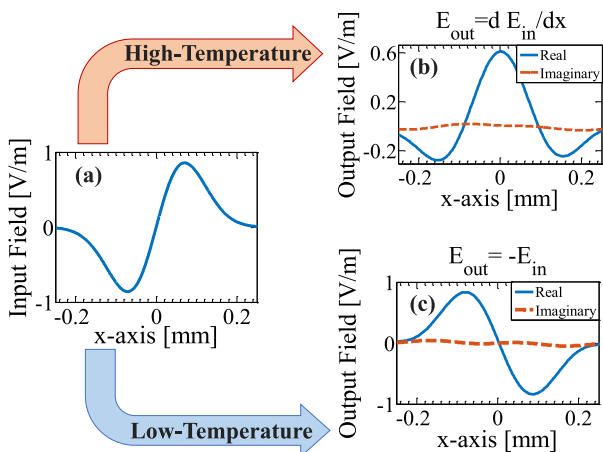 E_out=d E_in/dx
High-Temperature
(b)
Real
Imaginary
Output Field [V/m]
0.6
0.2
-0.2
-0.2
0
0.2
x-axis [mm]
(a)
Input Field [V/m]
1
0
-1
-0.2
0
0.2
x-axis [mm]
E_out= -E_in
(c)
Real
Imaginary
Output Field [V/m]
1
0
-1
-0.2
0
0.2
x-axis [mm]
Low-Temperature